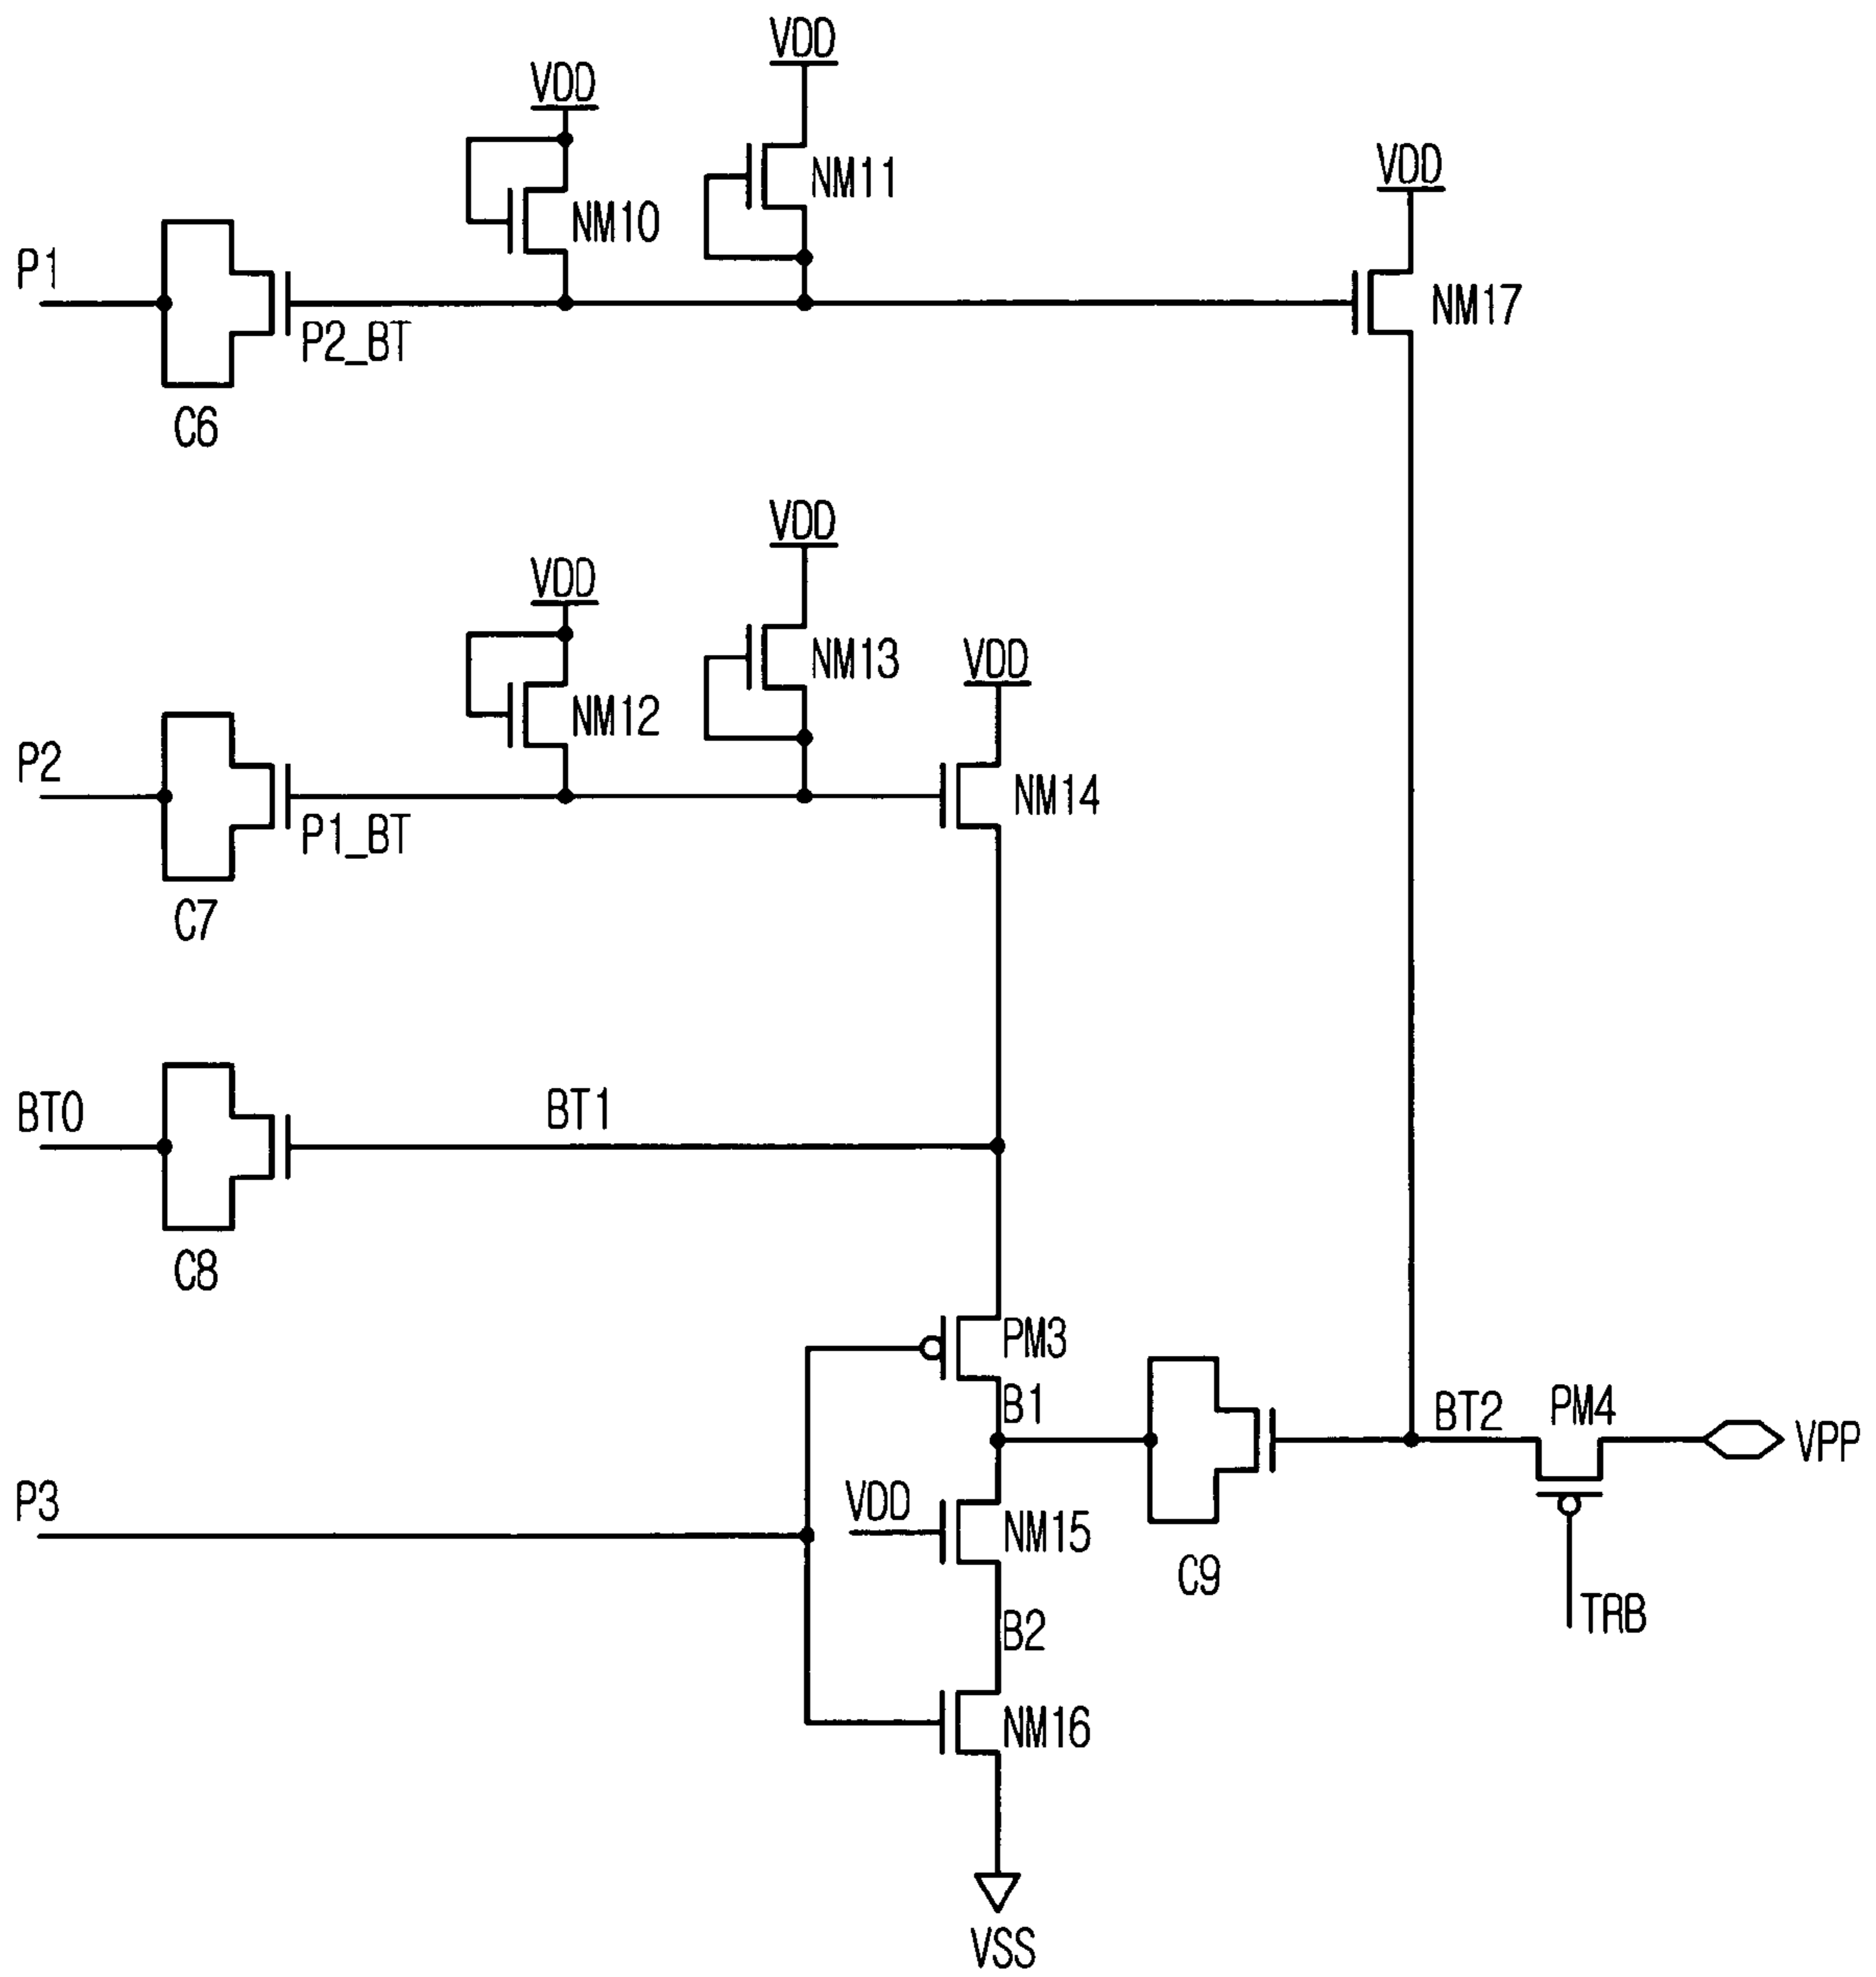 VDD
VDD
NM11
VDD
NM10
P1
NM17
P2_BT
C6
VDD
VDD
NM13
VDD
NM12
P2
NM14
P1_BT
C7
BT0
BT1
C8
PM3
B1
BT2
PM4
VPP
P3
VDD
NM15
C9
TRB
B2
NM16
VSS